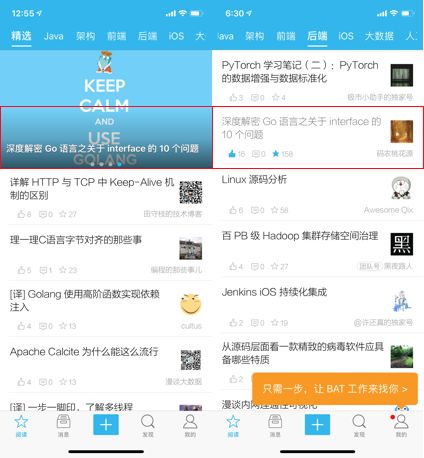 12:55
精选 Java 架构 前端 后端 iOS 大
KEEP
CALM
AND
USE
GOLANG
深度解密 Go 语言之关于 interface 的 10 个问题
详解 HTTP 与 TCP 中 Keep-Alive 机
制的区别
6 0 27
田守枝的技术博客
理一理C语言字节对齐的那些事
5 1 23
编程的那些事儿
[译] Golang 使用高阶函数实现依赖
注入
6 0 13
cultus
Apache Calcite 为什么能这么流行
4 0 13
漫谈大数据
[译] 一步一脚印，了解多线程
阅读 消息 发现 我的
6:30
架构 前端 后端 iOS 大数据 人
PyTorch 学习笔记（二）：PyTorch
的数据增强与数据标准化
3 0 4
极市小助手的独家号
深度解密 Go 语言之关于 interface 的
10 个问题
16 0 158
码农桃花源
Linux 源码分析
6 0 58
Awesome Qix
百 PB 级 Hadoop 集群存储空间治理
4 0 27
团队号 黑夜路人
黑
Jenkins iOS 持续化集成
2 0 19
@许还真的独家号
从源码层面看一款精致的病毒软件应具
备哪些特质
只需一步，让 BAT 工作来找你 >
阅读 消息 发现 我的